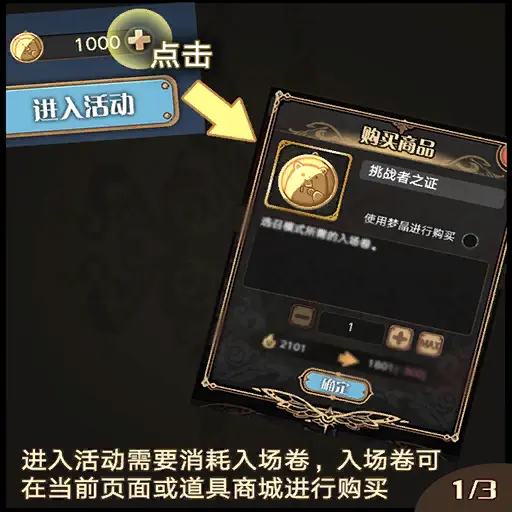 1000
点击
进入活动
购买商品
挑战者之证
使用梦晶进行购买
选召模式所需的入场卷。
1
MAX
2101
1801(-300)
确定
进入活动需要消耗入场卷，入场卷可
在当前页面或道具商城进行购买
1/3